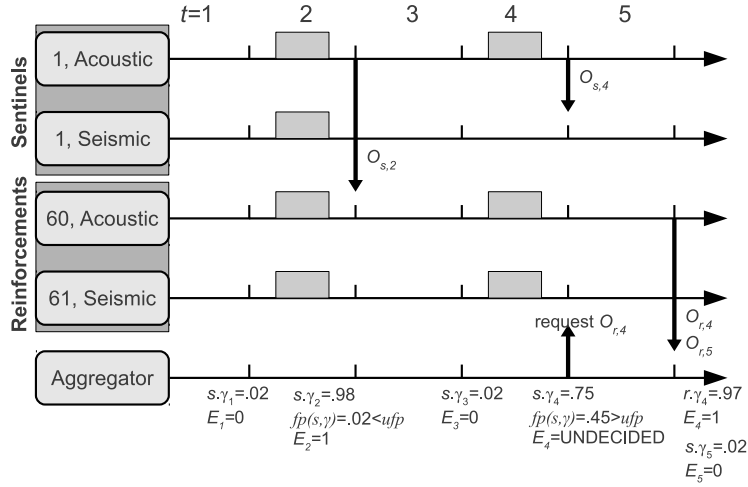 t=1 2 3 4 5
Sentinels
1, Acoustic
O_{s,4}
1, Seismic
O_{s,2}
Reinforcements
60, Acoustic
61, Seismic
request O_{r,4}
O_{r,4}
O_{r,5}
Aggregator
s.γ_1=.02 s.γ_2=.98 s.γ_3=.02 s.γ_4=.75 r.γ_4=.97
E_1=0 fp(s,γ)=.02<ufp E_3=0 fp(s,γ)=.45>ufp E_4=1
E_2=1 E_4=UNDECIDED
s.γ_5=.02
E_5=0